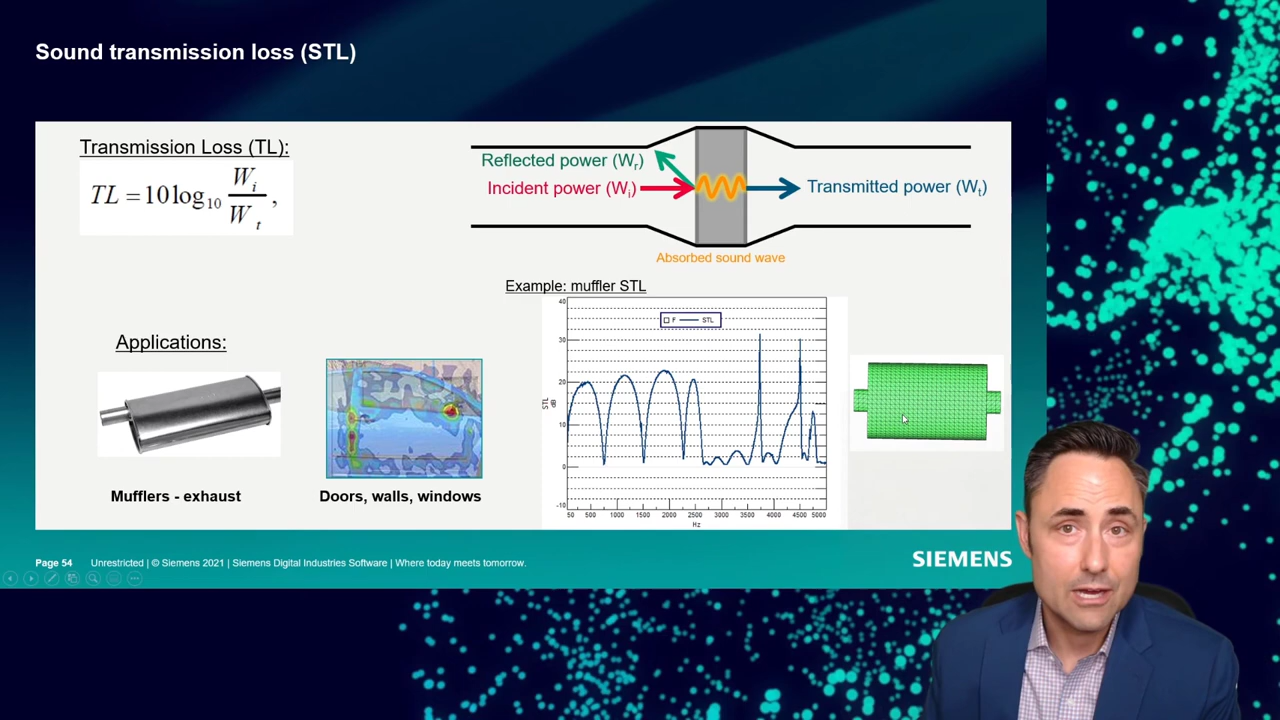 Sound transmission loss (STL)
Transmission Loss (TL):
TL = 10 log10 Wi / Wt ,
Reflected power (Wr)
Incident power (Wi)
Transmitted power (Wt)
Absorbed sound wave
Example: muffler STL
F STL
40
30
20
10
0
-10
STL
dB
50 500 1000 1500 2000 2500 3000 3500 4000 4500 5000
Hz
Applications:
Mufflers - exhaust
Doors, walls, windows
Page 54 Unrestricted | © Siemens 2021 | Siemens Digital Industries Software | Where today meets tomorrow.
SIEMENS